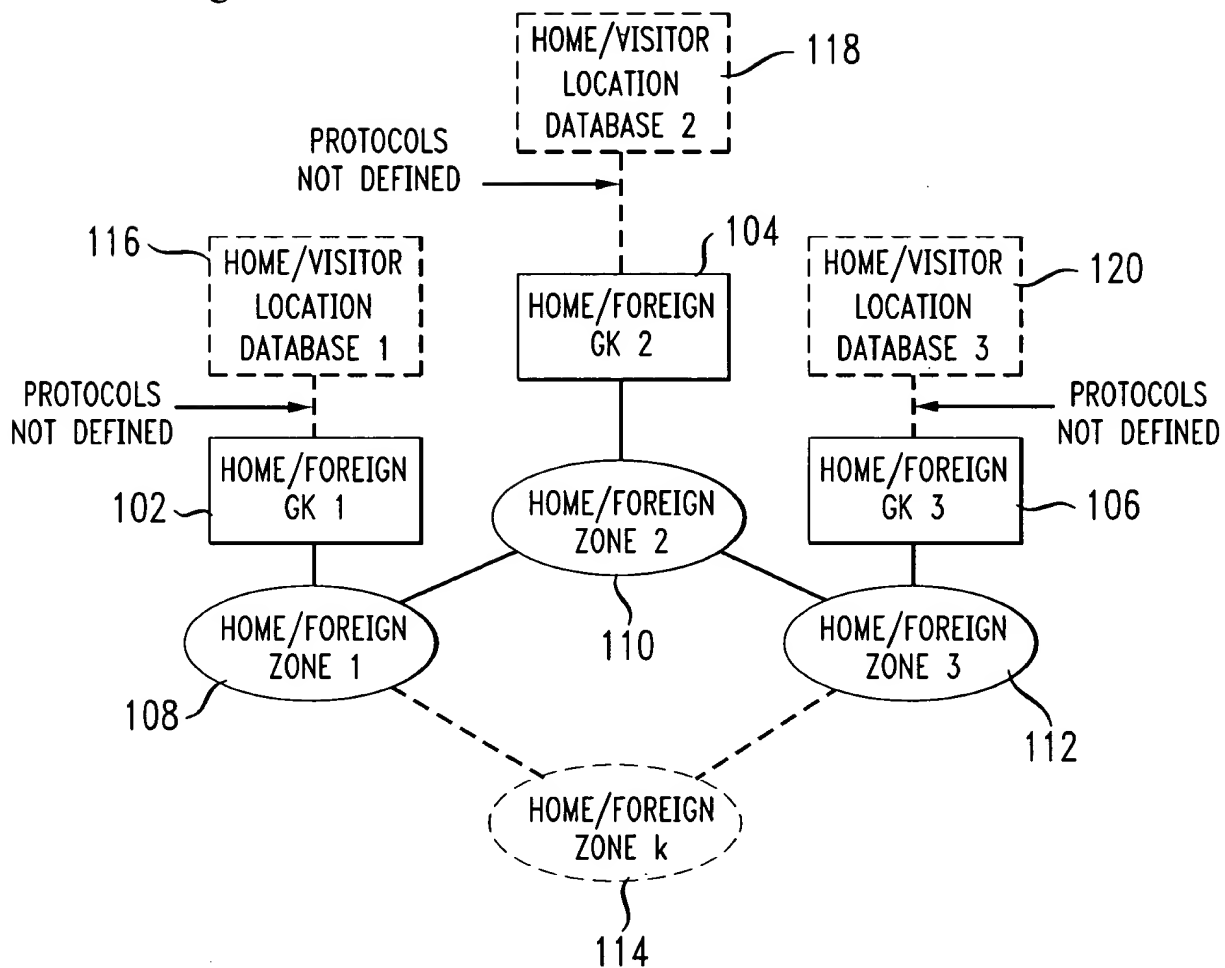 HOME/VISITOR
LOCATION
DATABASE 2
118
PROTOCOLS
NOT DEFINED
116
HOME/VISITOR
LOCATION
DATABASE 1
104
HOME/FOREIGN
GK 2
HOME/VISITOR
LOCATION
DATABASE 3
120
PROTOCOLS
NOT DEFINED
PROTOCOLS
NOT DEFINED
102
HOME/FOREIGN
GK 1
HOME/FOREIGN
GK 3
106
HOME/FOREIGN
ZONE 2
110
HOME/FOREIGN
ZONE 1
108
HOME/FOREIGN
ZONE 3
112
HOME/FOREIGN
ZONE k
114